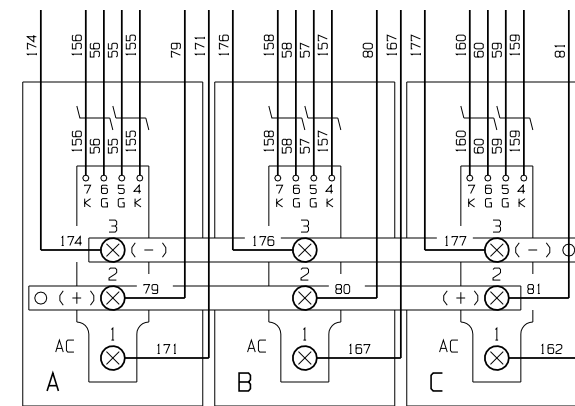 174 156 56 55 155 79 171 176 158 58 57 157 80 167 177 160 60 59 159 81
156 56 55 155 158 58 57 157 160 60 59 159
7 6 5 4 7 6 5 4 7 6 5 4
K G G K K G G K K G G K
3 3 3
174 (-) 176 177 (-)
2 2 2
(+) 79 80 (+) 81
1 1 1
AC 171 AC 167 AC 162
A B C